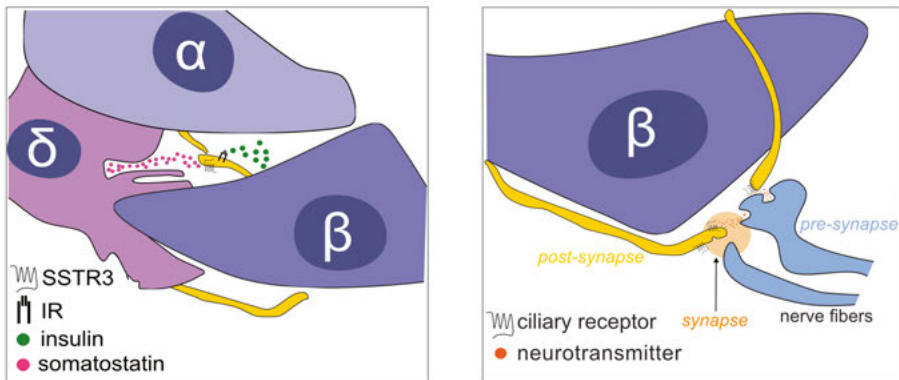 α
δ
β
SSTR3
IR
insulin
somatostatin
β
pre-synapse
post-synapse
nerve fibers
ciliary receptor
synapse
neurotransmitter